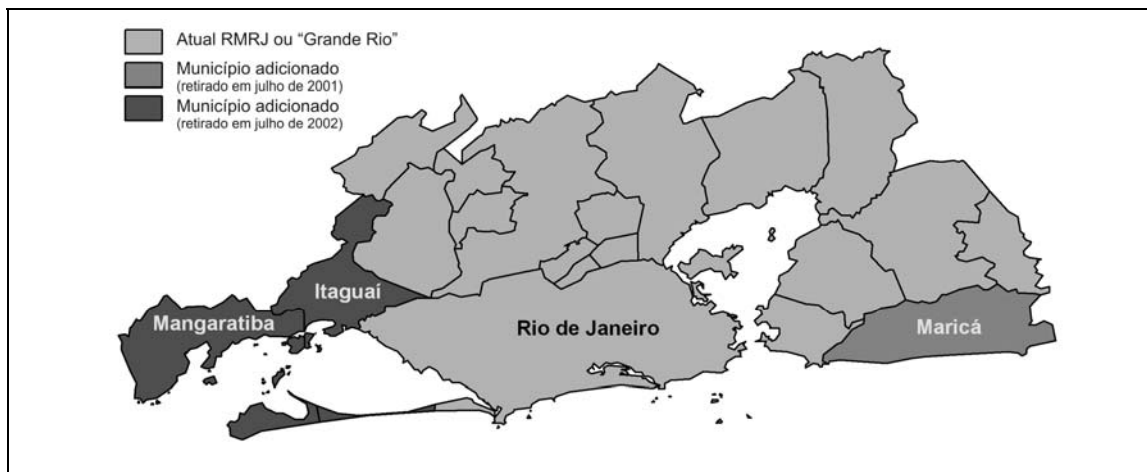 Atual RMRJ ou “Grande Rio”
Município adicionado
(retirado em julho de 2001)
Município adicionado
(retirado em julho de 2002)
Itaguaí
Mangaratiba
Rio de Janeiro
Maricá